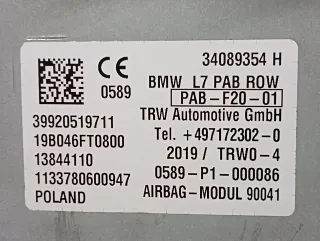 34089354 H
CE
0589
BMW L7 PAB ROW
PAB-F20-01
TRW Automotive GmbH
Tel. +497172302-0
2019/ TRW0-4
0589-P1-000086
AIRBAG-MODUL 90041
39920519711
19B046FT0800
13844110
1133780600947
POLAND